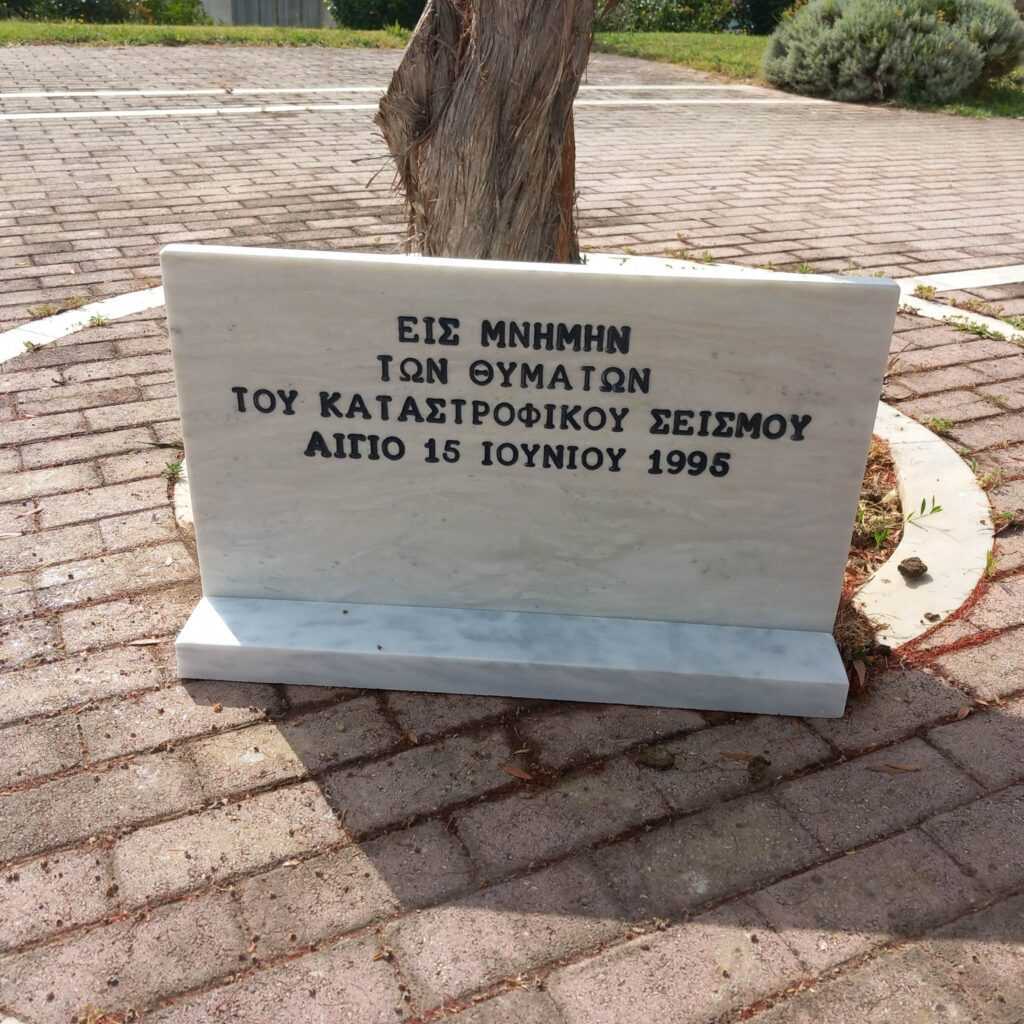 ΕΙΣ ΜΝΗΜΗΝ
ΤΩΝ ΘΥΜΑΤΩΝ
ΤΟΥ ΚΑΤΑΣΤΡΟΦΙΚΟΥ ΣΕΙΣΜΟΥ
ΑΙΓΙΟ 15 ΙΟΥΝΙΟΥ 1995